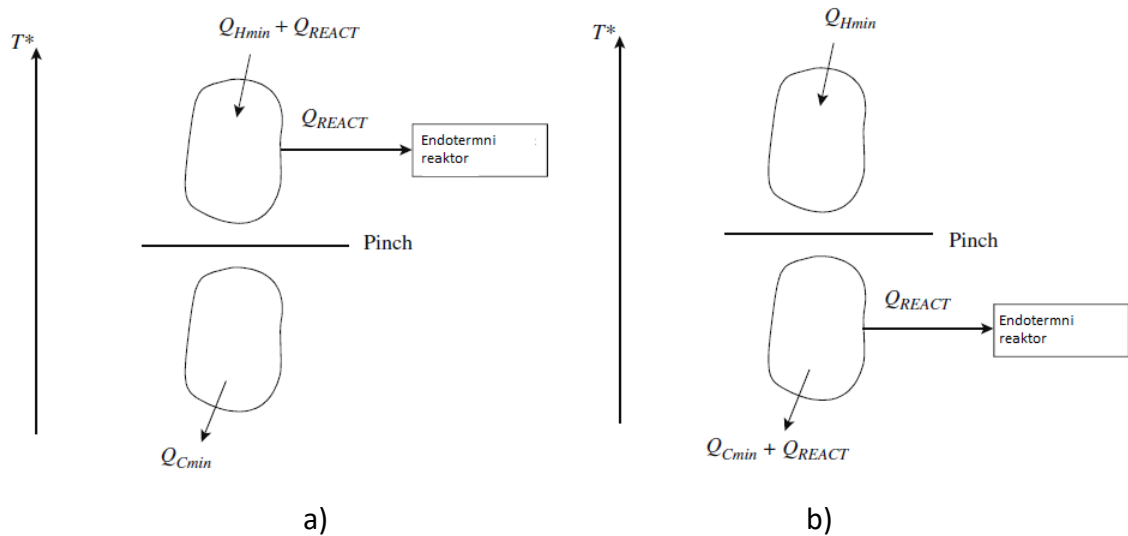 T*
Q_Hmin + Q_REACT
Q_REACT
Endotermni
reaktor
Pinch
Q_Cmin
a)
T*
Q_Hmin
Pinch
Q_REACT
Endotermni
reaktor
Q_Cmin + Q_REACT
b)